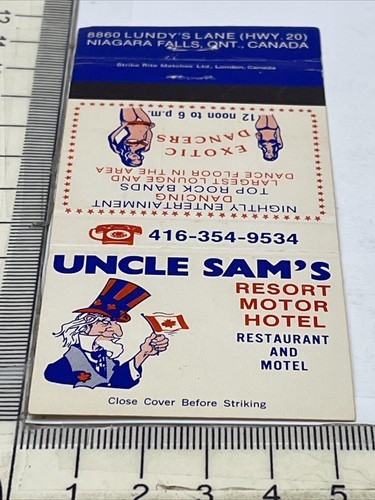 8860 LUNDY'S LANE (HWY. 20)
NIAGARA FALLS, ONT., CANADA
Strike Rite Matches Ltd., London, Canada
12 noon to 6 p.m.
EXOTIC
DANCERS
NIGHTLY ENTERTAINMENT
DANCING
TOP ROCK BANDS
LARGEST LOUNGE AND
DANCE FLOOR IN THE AREA
416-354-9534
UNCLE SAM'S
RESORT
MOTOR
HOTEL
RESTAURANT
AND
MOTEL
Close Cover Before Striking
1 2 3 4 5